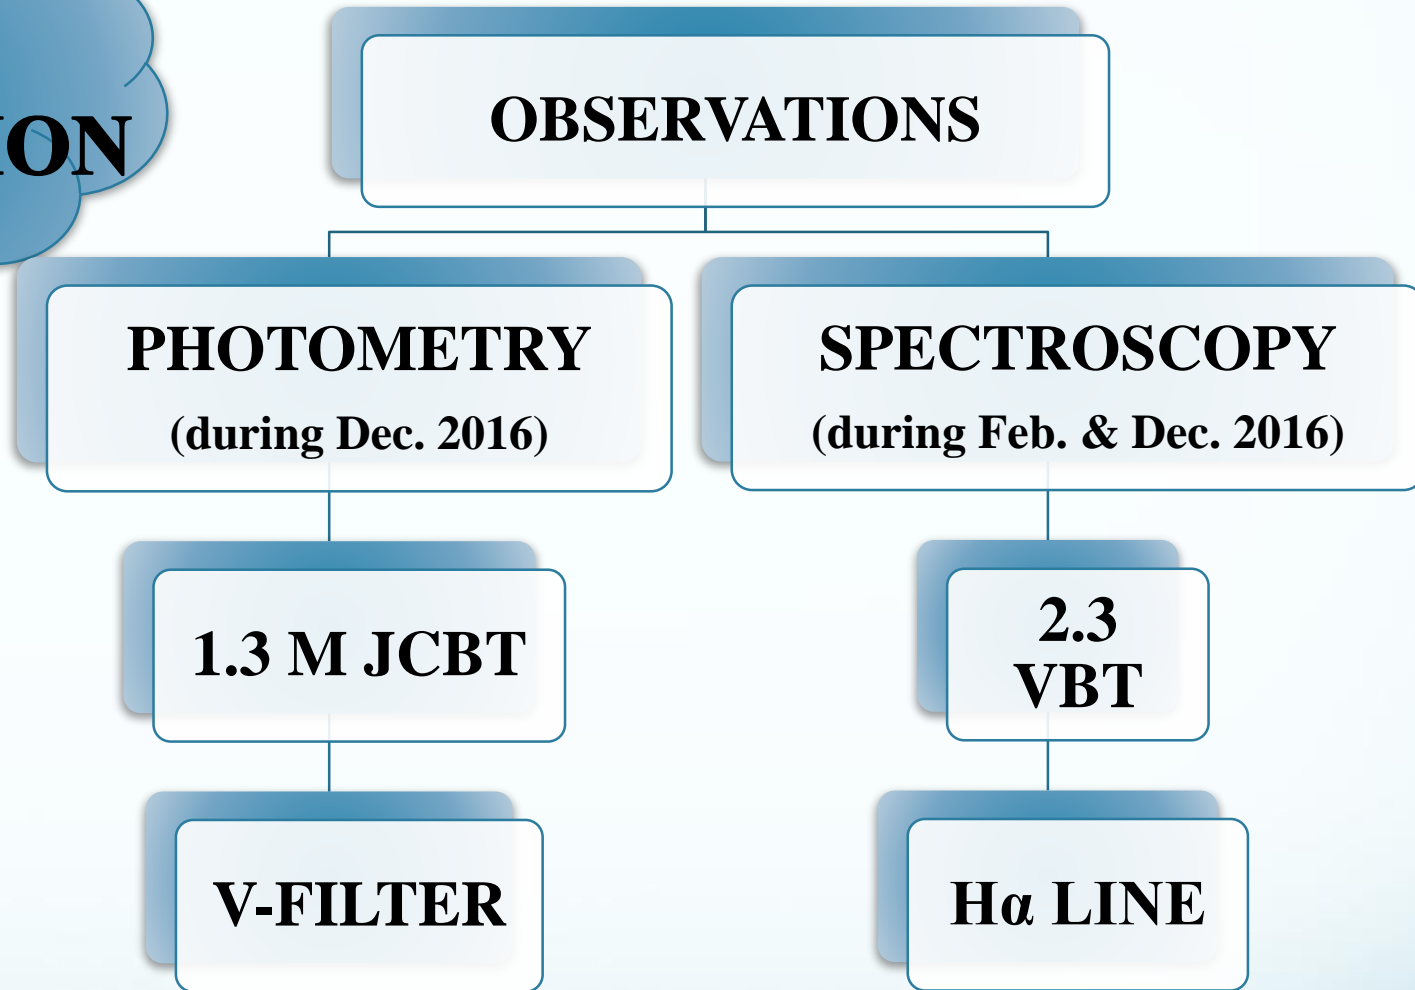 OBSERVATIONS
ION
PHOTOMETRY
(during Dec. 2016)
SPECTROSCOPY
(during Feb. & Dec. 2016)
1.3 M JCBT
2.3
VBT
V-FILTER
Hα LINE